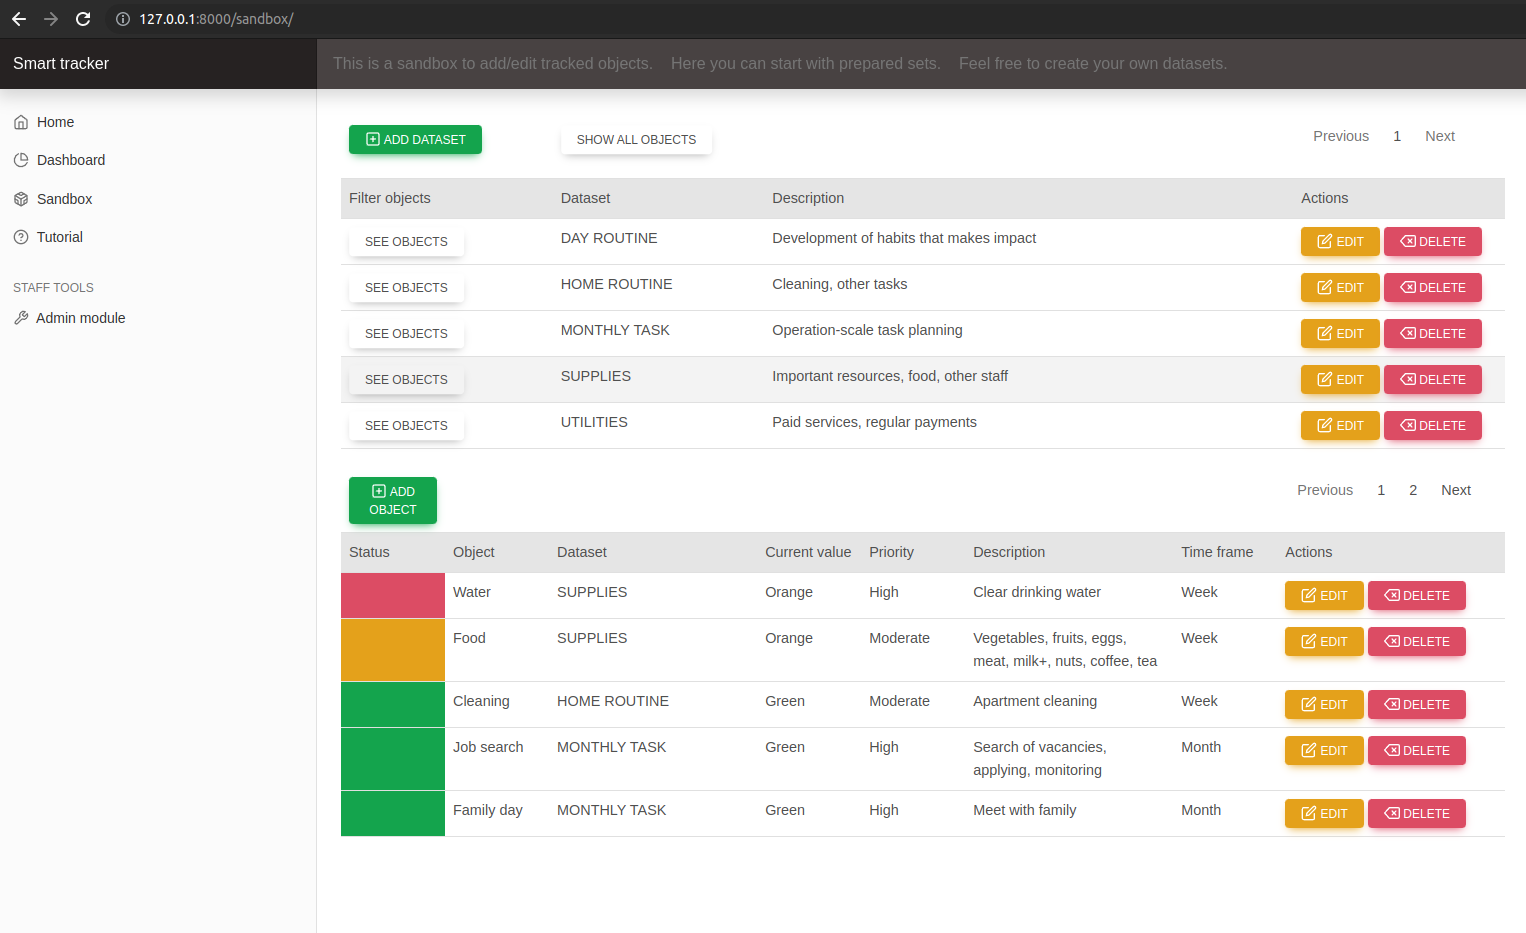 127.0.0.1:8000/sandbox/
Smart tracker
This is a sandbox to add/edit tracked objects. Here you can start with prepared sets. Feel free to create your own datasets.
Home
Dashboard
Sandbox
Tutorial
STAFF TOOLS
Admin module
ADD DATASET SHOW ALL OBJECTS Previous 1 Next
Filter objects Dataset Description Actions
SEE OBJECTS DAY ROUTINE Development of habits that makes impact EDIT DELETE
SEE OBJECTS HOME ROUTINE Cleaning, other tasks EDIT DELETE
SEE OBJECTS MONTHLY TASK Operation-scale task planning EDIT DELETE
SEE OBJECTS SUPPLIES Important resources, food, other staff EDIT DELETE
SEE OBJECTS UTILITIES Paid services, regular payments EDIT DELETE
ADD
OBJECT
Previous 1 2 Next
Status Object Dataset Current value Priority Description Time frame Actions
Water SUPPLIES Orange High Clear drinking water Week EDIT DELETE
Food SUPPLIES Orange Moderate Vegetables, fruits, eggs, Week EDIT DELETE
meat, milk+, nuts, coffee, tea
Cleaning HOME ROUTINE Green Moderate Apartment cleaning Week EDIT DELETE
Job search MONTHLY TASK Green High Search of vacancies, Month EDIT DELETE
applying, monitoring
Family day MONTHLY TASK Green High Meet with family Month EDIT DELETE